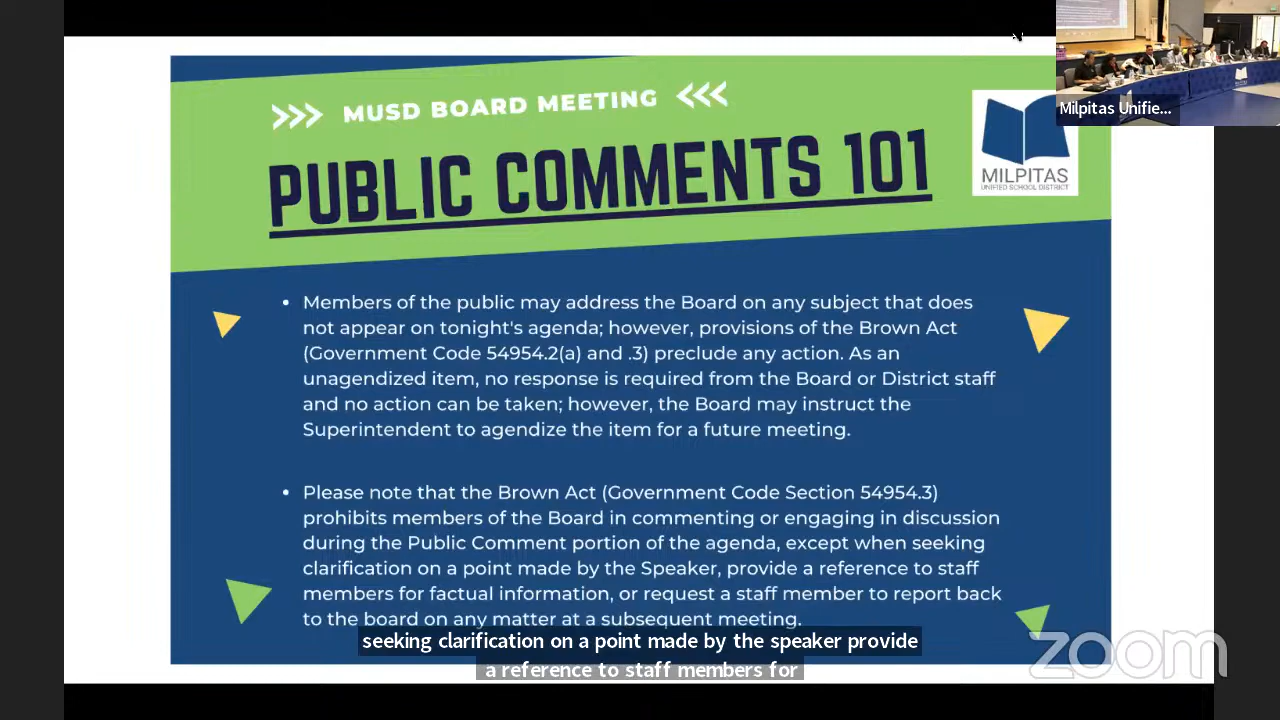 >>> MUSD BOARD MEETING <<<
PUBLIC COMMENTS 101
MILPITAS
UNIFIED SCHOOL DISTRICT
Milpitas Unifie...
• Members of the public may address the Board on any subject that does
not appear on tonight's agenda; however, provisions of the Brown Act
(Government Code 54954.2(a) and .3) preclude any action. As an
unagendized item, no response is required from the Board or District staff
and no action can be taken; however, the Board may instruct the
Superintendent to agendize the item for a future meeting.
• Please note that the Brown Act (Government Code Section 54954.3)
prohibits members of the Board in commenting or engaging in discussion
during the Public Comment portion of the agenda, except when seeking
clarification on a point made by the Speaker, provide a reference to staff
members for factual information, or request a staff member to report back
to the board on any matter at a subsequent meeting.
seeking clarification on a point made by the speaker provide
a reference to staff members for
zoom